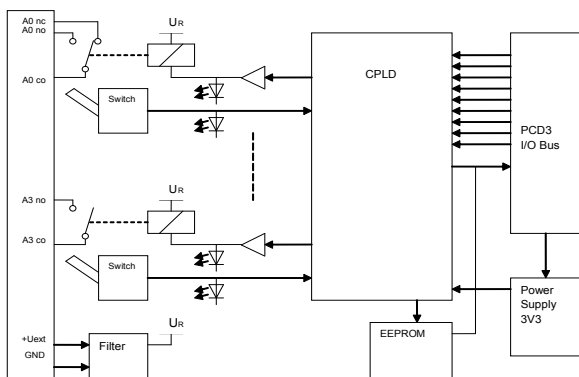 A0 nc
A0 no
A0 co
UR
Switch
CPLD
PCD3
I/O Bus
A3 no
UR
A3 co
Switch
Power
Supply
3V3
+Uext
GND
Filter
UR
EEPROM